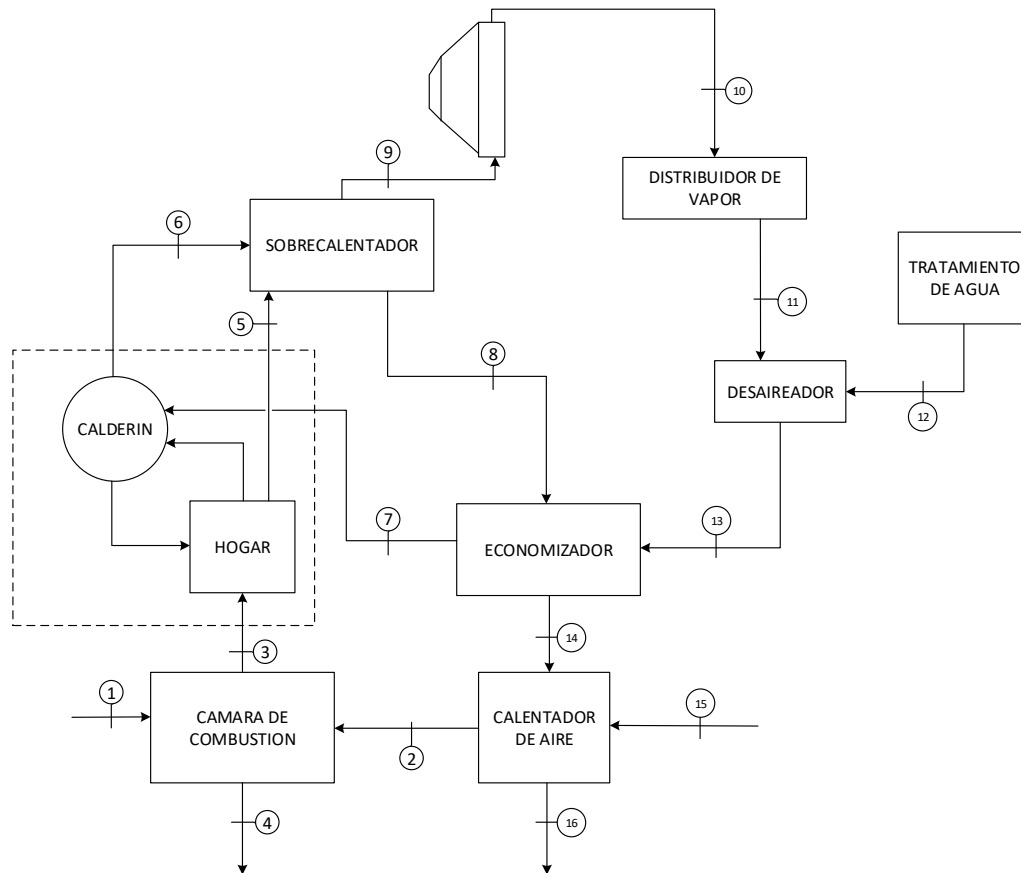 10
9
DISTRIBUIDOR DE
VAPOR
6
SOBRECALENTADOR
TRATAMIENTO
DE AGUA
11
5
8
DESAIREADOR
12
CALDERIN
7
13
HOGAR
ECONOMIZADOR
14
3
1
15
CAMARA DE
COMBUSTION
CALENTADOR
DE AIRE
2
4
16